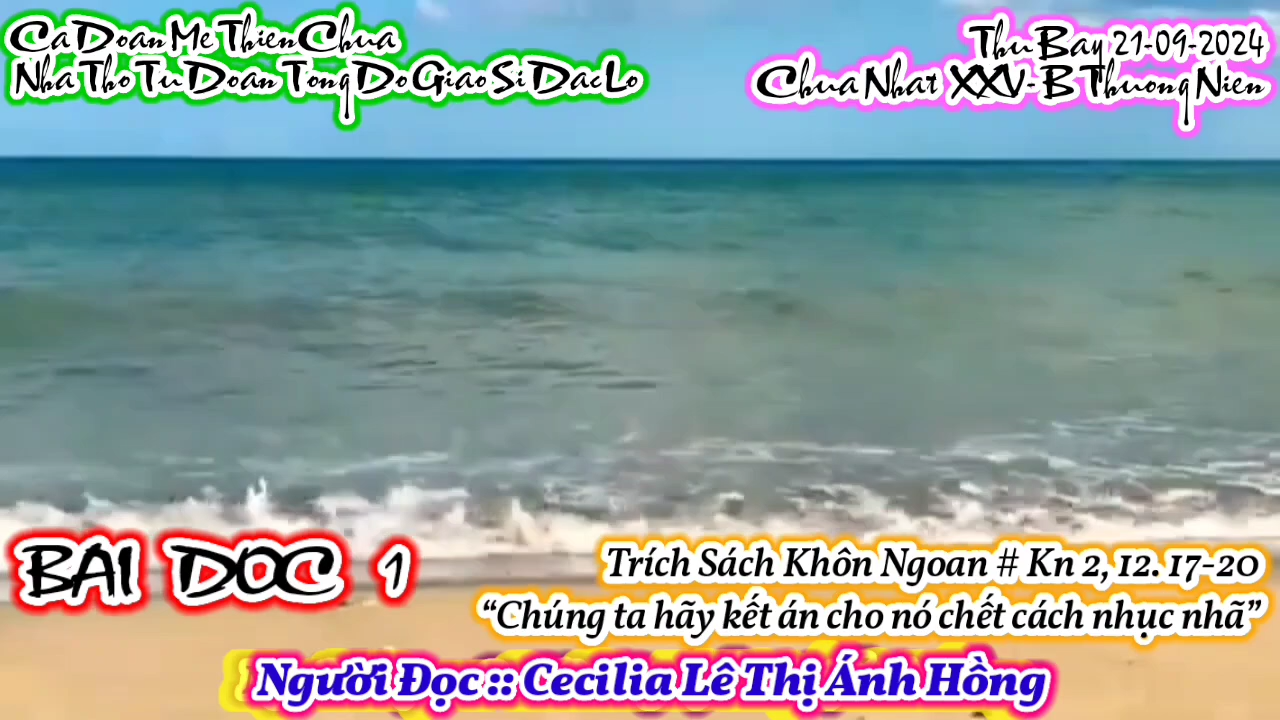 Ca Doan Me Thien Chua
Nha Tho Tu Doan Tong Do Giao Si Dac Lo
Thu Bay 21-09-2024
Chua Nhat XXV-B Thuong Nien
BAI DOC 1
Trích Sách Khôn Ngoan # Kn 2, 12. 17-20
“Chúng ta hãy kết án cho nó chết cách nhục nhã”
Người Đọc :: Cecilia Lê Thị Ánh Hồng